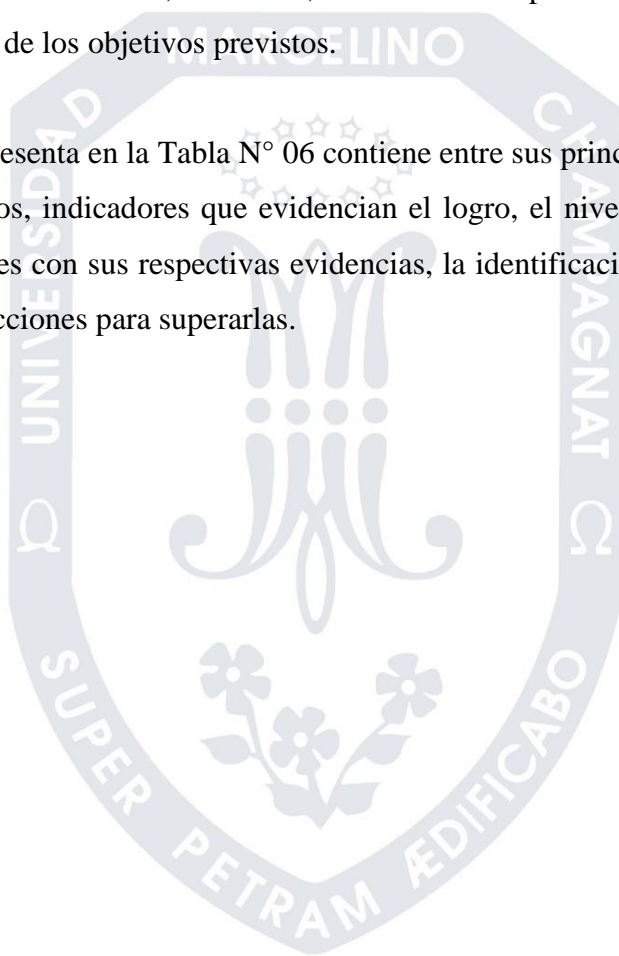 de los objetivos previstos.
resenta en la Tabla N° 06 contiene entre sus princ
os, indicadores que evidencian el logro, el nive
es con sus respectivas evidencias, la identificaci
cciones para superarlas.
UNIVERSIDAD MARCELINO CHAMPAGNAT
Ω Ω
SUPER PETRAM ÆDIFICABO